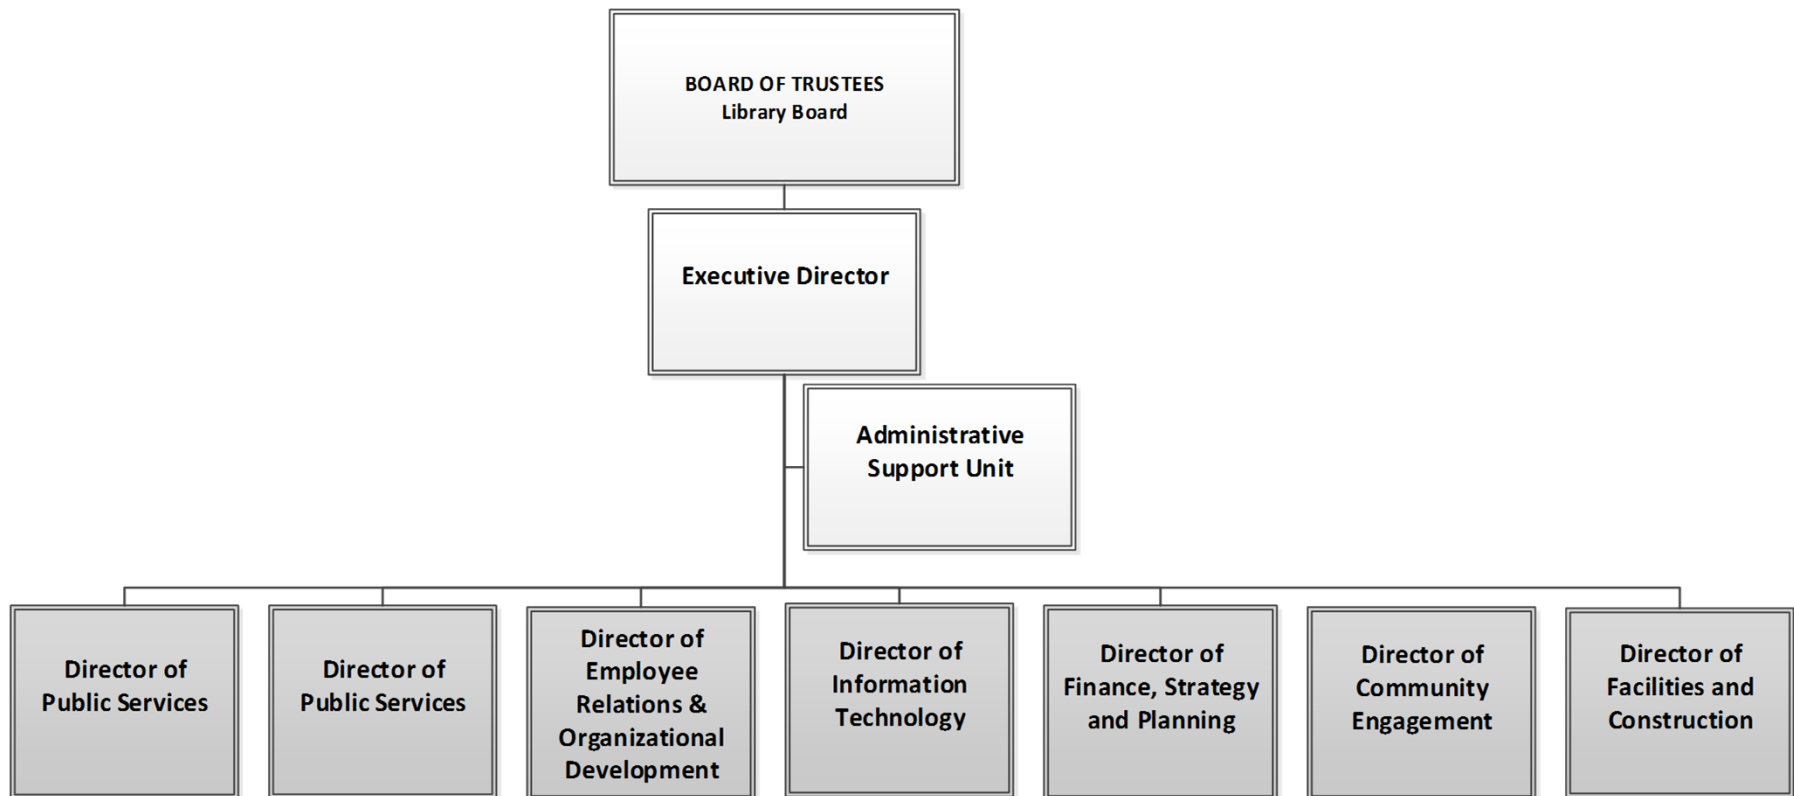 BOARD OF TRUSTEES
Library Board
Executive Director
Administrative
Support Unit
Director of
Public Services
Director of
Public Services
Director of
Employee
Relations &
Organizational
Development
Director of
Information
Technology
Director of
Finance, Strategy
and Planning
Director of
Community
Engagement
Director of
Facilities and
Construction